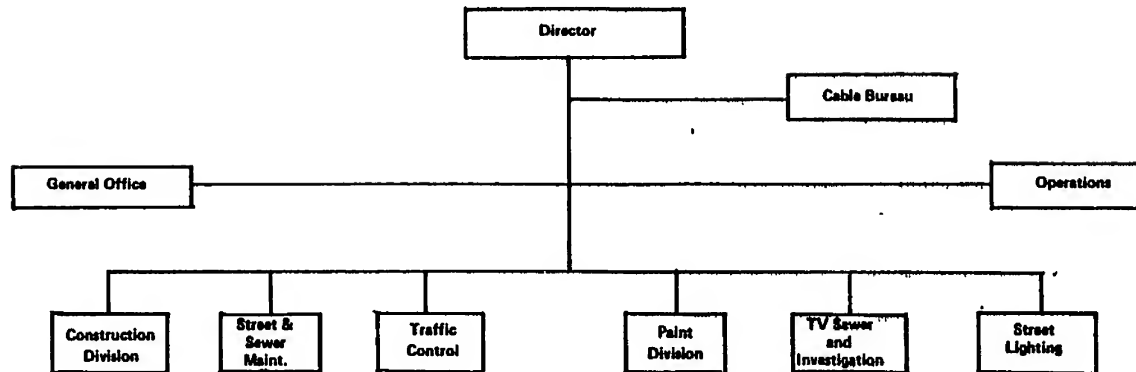 Director
Cable Bureau
General Office
Operations
Construction
Division
Street &
Sewer
Maint.
Traffic
Control
Paint
Division
TV Sewer
and
Investigation
Street
Lighting